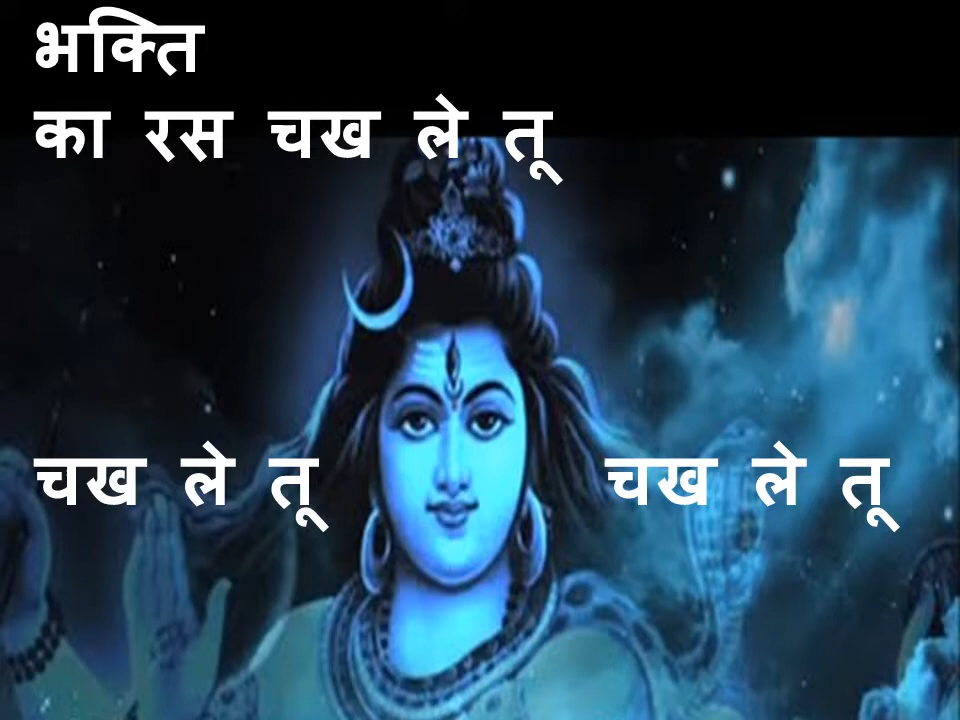 भक्ति
का रस चख ले तू
चख ले तू चख ले तू